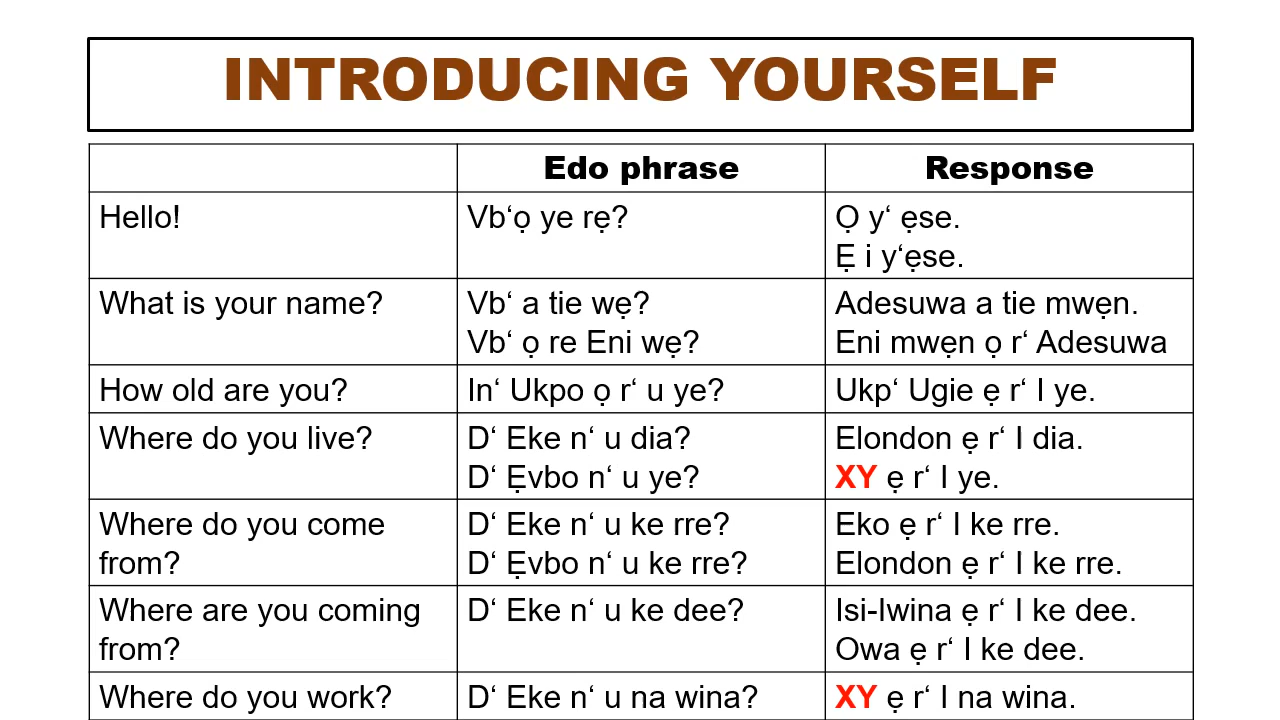 INTRODUCING YOURSELF
Edo phrase
Response
Hello!
Vb‘ọ ye rẹ?
Ọ y‘ ẹse.
Ẹ i y‘ẹse.
What is your name?
Vb‘ a tie wẹ?
Vb‘ ọ re Eni wẹ?
Adesuwa a tie mwẹn.
Eni mwẹn ọ r‘ Adesuwa
How old are you?
In‘ Ukpo ọ r‘ u ye?
Ukp‘ Ugie ẹ r‘ I ye.
Where do you live?
D‘ Eke n‘ u dia?
D‘ Ẹvbo n‘ u ye?
Elondon ẹ r‘ I dia.
XY ẹ r‘ I ye.
Where do you come
from?
D‘ Eke n‘ u ke rre?
D‘ Ẹvbo n‘ u ke rre?
Eko ẹ r‘ I ke rre.
Elondon ẹ r‘ I ke rre.
Where are you coming
from?
D‘ Eke n‘ u ke dee?
Isi-Iwina ẹ r‘ I ke dee.
Owa ẹ r‘ I ke dee.
Where do you work?
D‘ Eke n‘ u na wina?
XY ẹ r‘ I na wina.